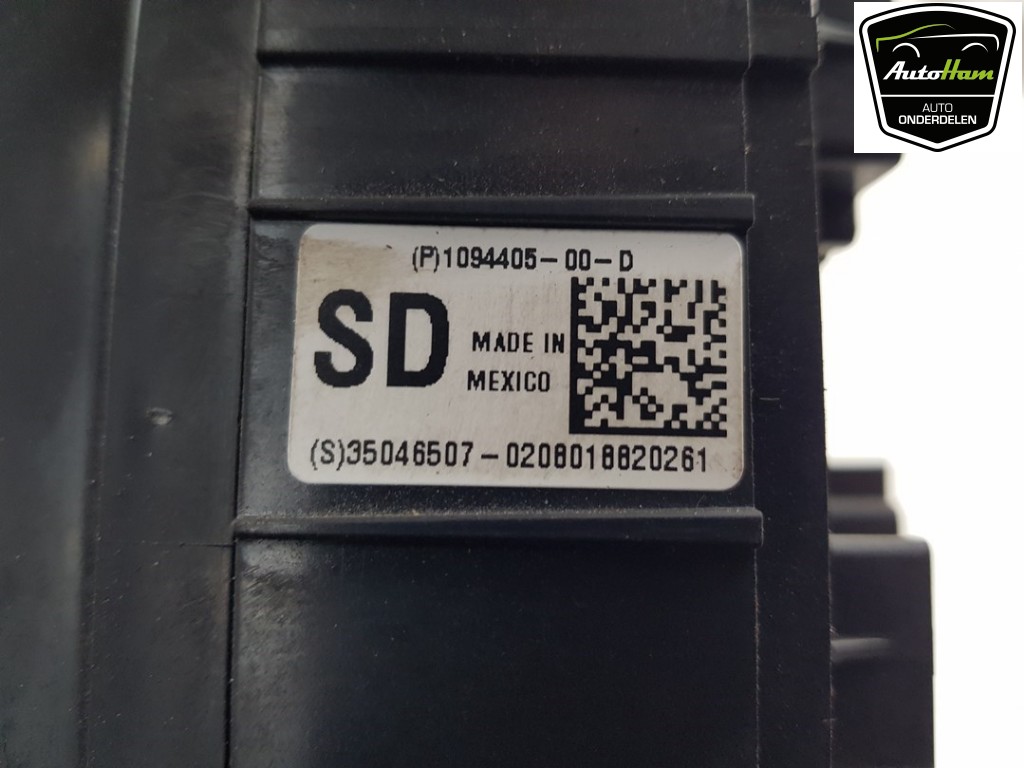 AutoHam
AUTO
ONDERDELEN
(P)1094405-00-D
SD
MADE IN
MEXICO
(S)35046507-0208018820261